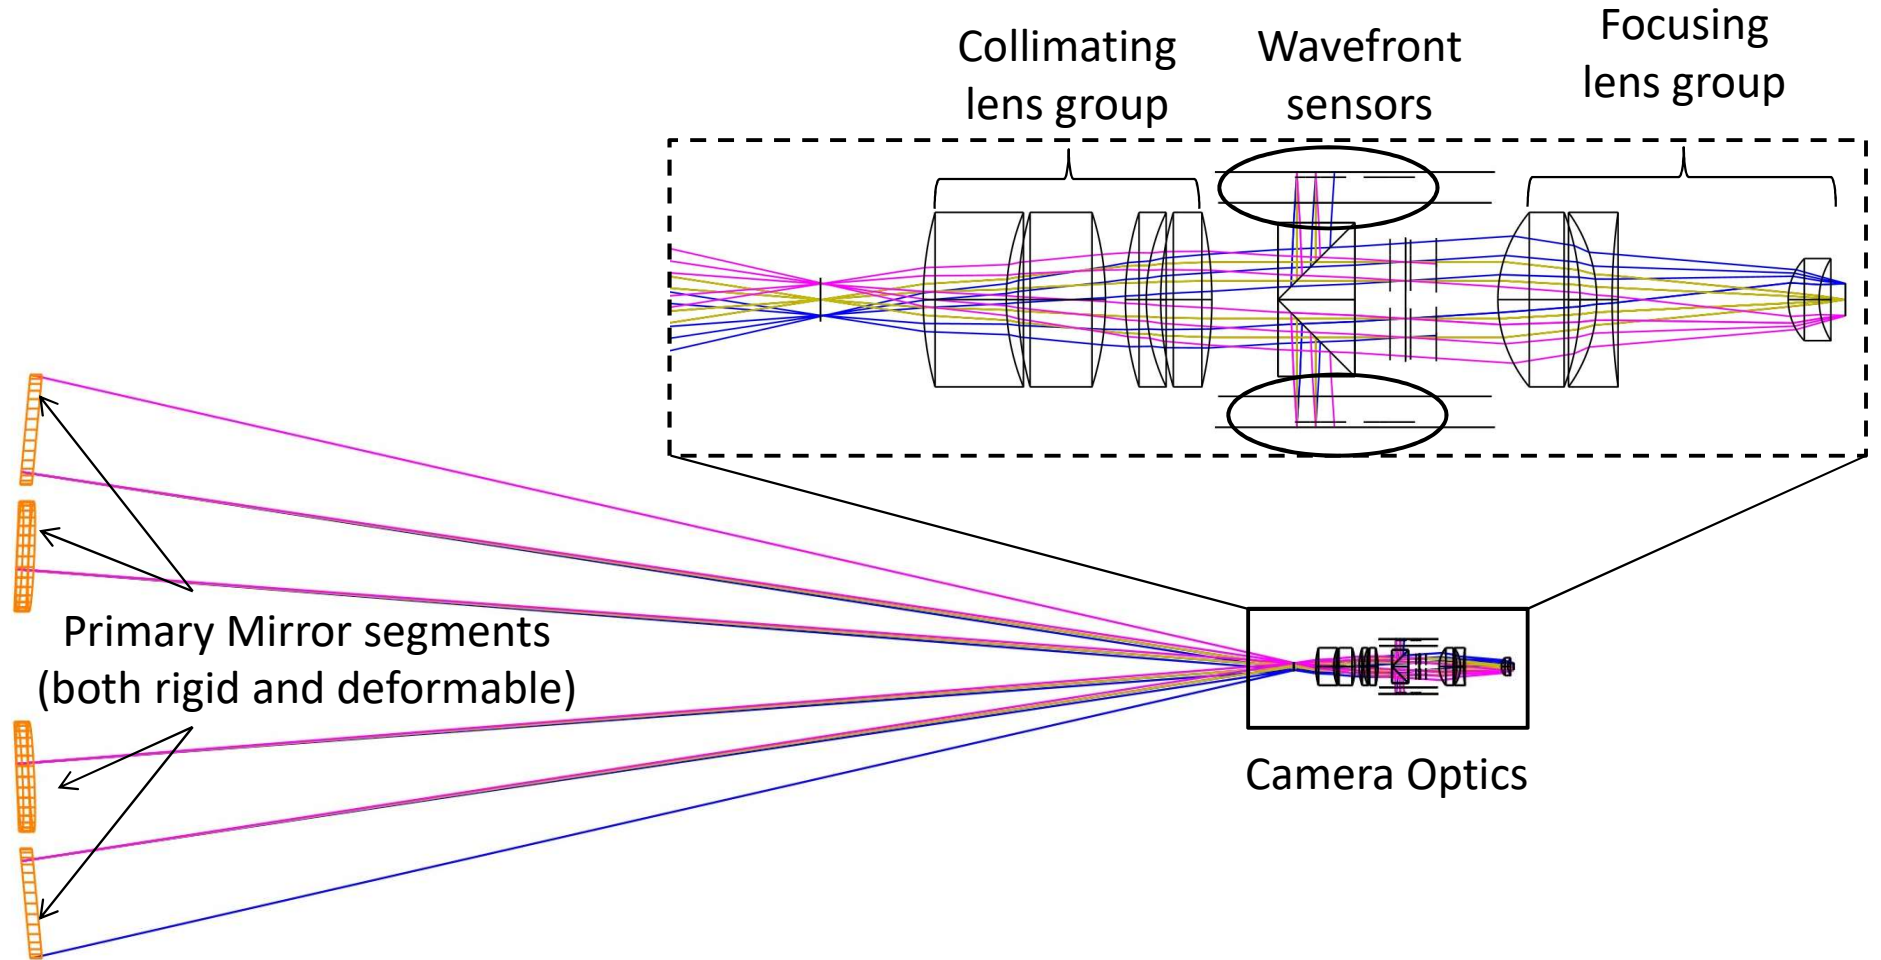 Collimating
lens group
Wavefront
sensors
Focusing
lens group
Primary Mirror segments
(both rigid and deformable)
Camera Optics